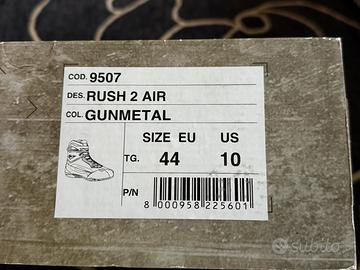 COD. 9507
DES. RUSH 2 AIR
COL. GUNMETAL
SIZE EU US
TG. 44 10
P/N
8 000958 225601
subito